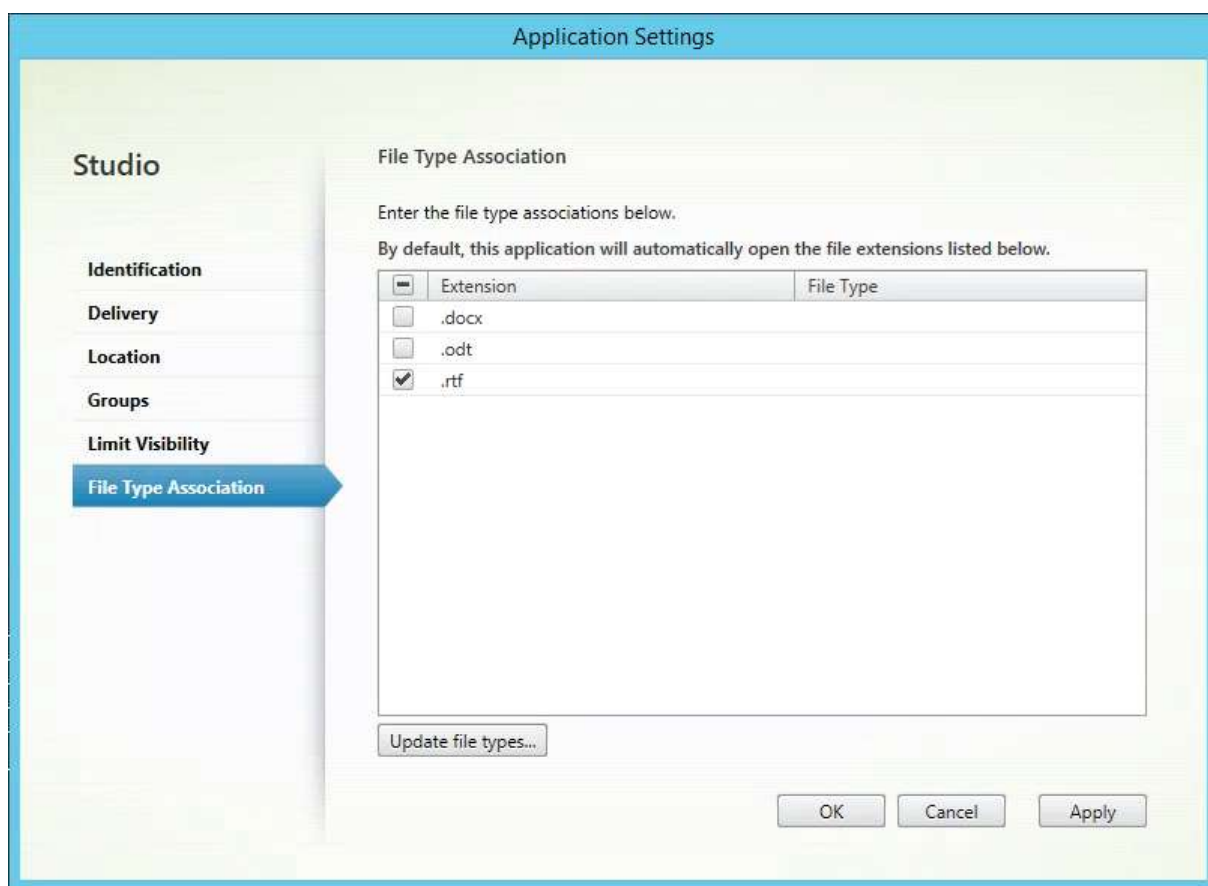 Application Settings
Studio
Identification
Delivery
Location
Groups
Limit Visibility
File Type Association
File Type Association
Enter the file type associations below.
By default, this application will automatically open the file extensions listed below.
Extension File Type
.docx
.odt
.rtf
Update file types...
OK Cancel Apply